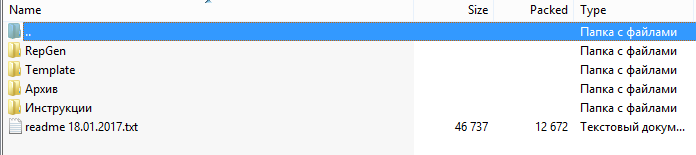 Name Size Packed Type
.. Папка с файлами
RepGen Папка с файлами
Template Папка с файлами
Архив Папка с файлами
Инструкции Папка с файлами
readme 18.01.2017.txt 46 737 12 672 Текстовый докум...